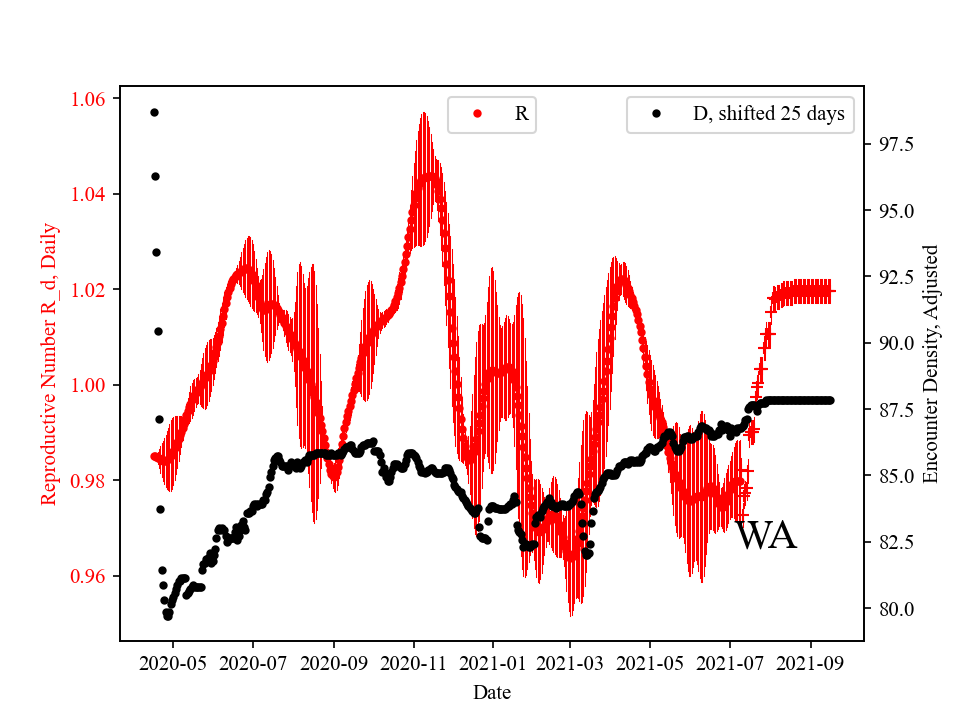 R
D, shifted 25 days
1.06
1.04
1.02
1.00
0.98
0.96
Reproductive Number R_d, Daily
97.5
95.0
92.5
90.0
87.5
85.0
82.5
80.0
Encounter Density, Adjusted
WA
2020-05 2020-07 2020-09 2020-11 2021-01 2021-03 2021-05 2021-07 2021-09
Date